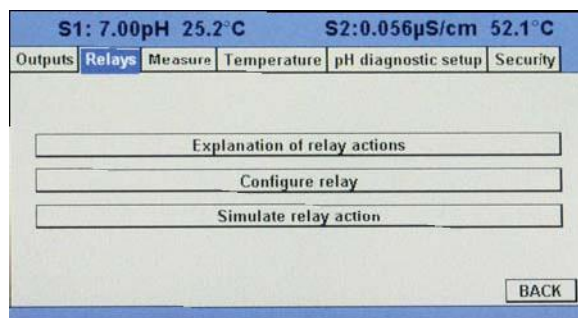 S1: 7.00pH 25.2°C S2:0.056µS/cm 52.1°C
Outputs Relays Measure Temperature pH diagnostic setup Security
Explanation of relay actions
Configure relay
Simulate relay action
BACK